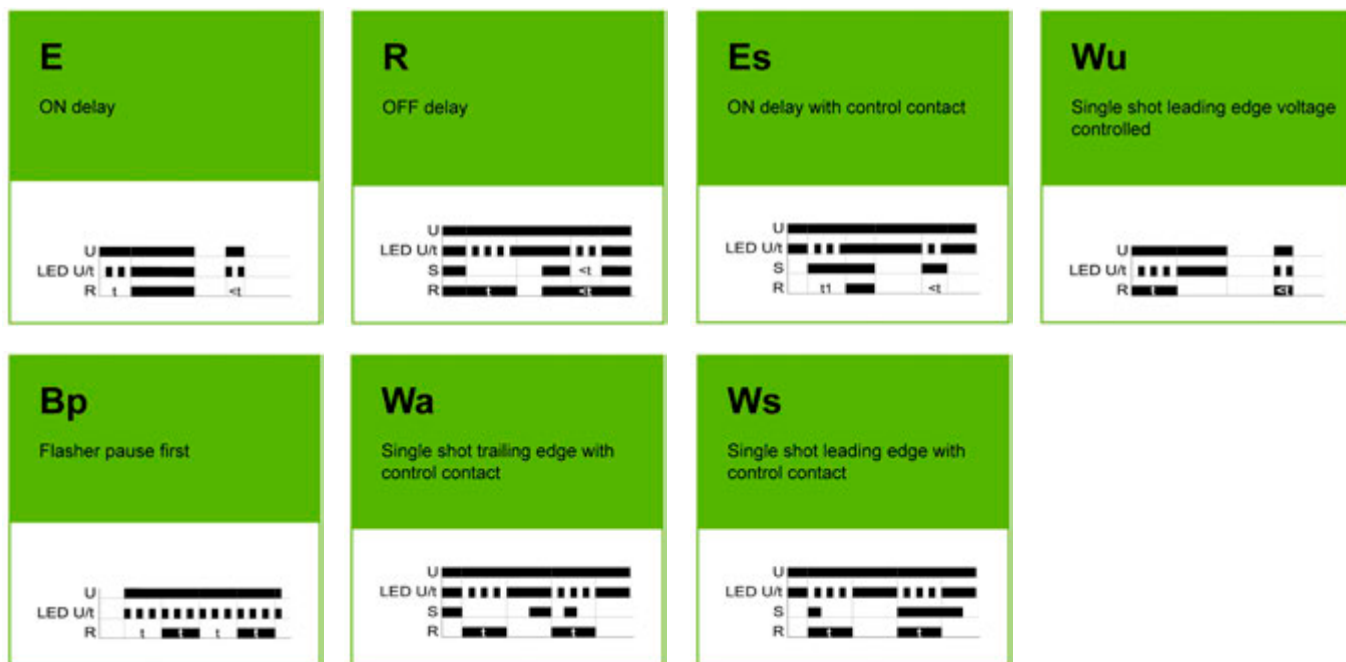 E
ON delay
U
LED U/t
R
t
<t
R
OFF delay
U
LED U/t
S
<t
R
t
<t
Es
ON delay with control contact
U
LED U/t
S
R
t1
<t
Wu
Single shot leading edge voltage
controlled
U
LED U/t
R
t
<t
Bp
Flasher pause first
U
LED U/t
R
t
t
t
t
Wa
Single shot trailing edge with
control contact
U
LED U/t
S
R
t
t
Ws
Single shot leading edge with
control contact
U
LED U/t
S
R
t
t